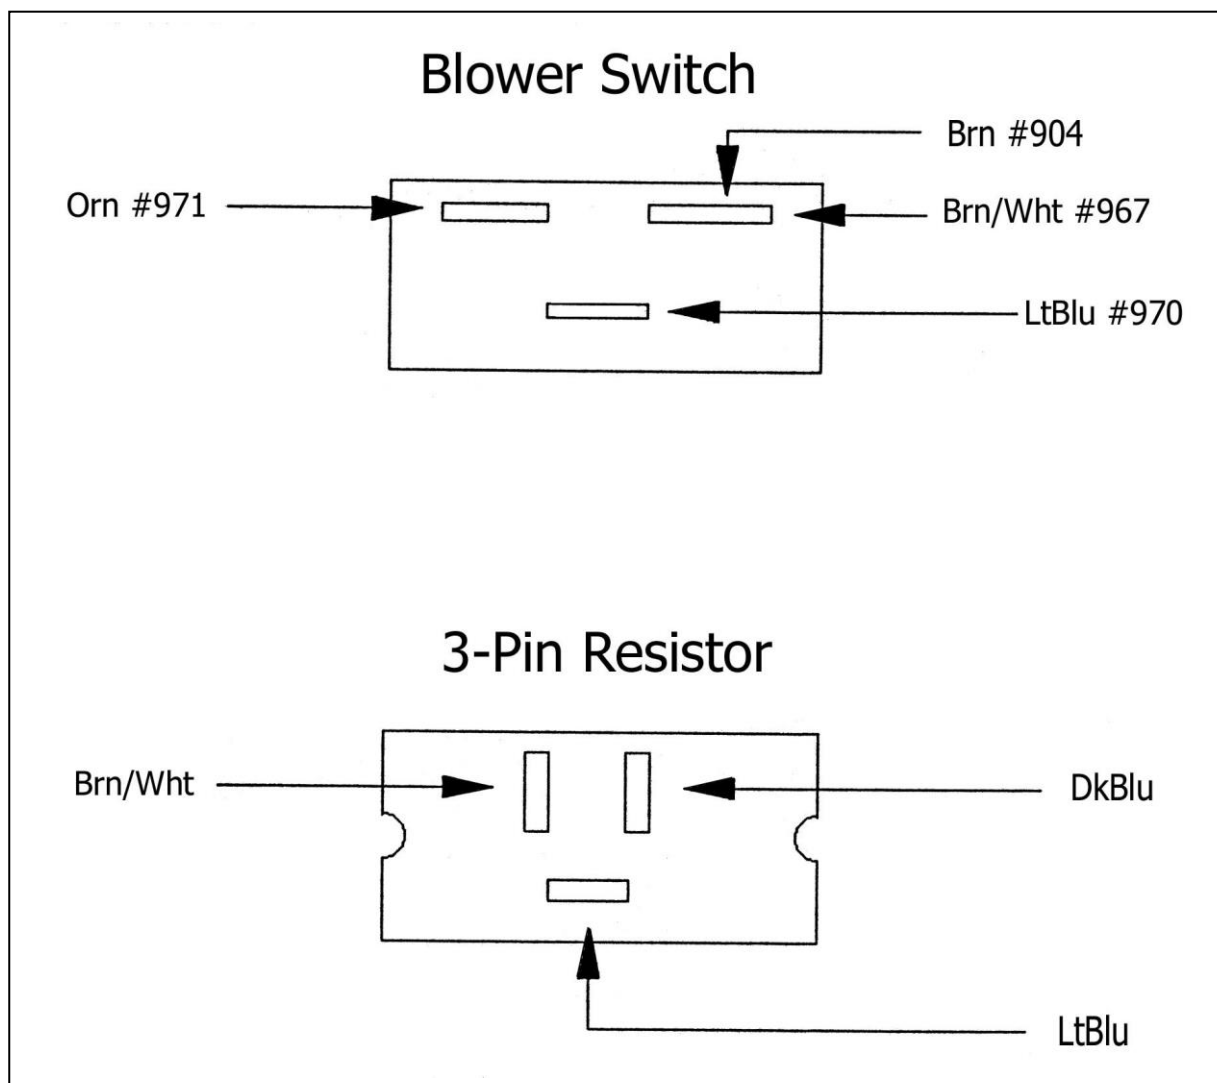 Blower Switch
Brn #904
Orn #971
Brn/Wht #967
LtBlu #970
3-Pin Resistor
Brn/Wht
DkBlu
LtBlu